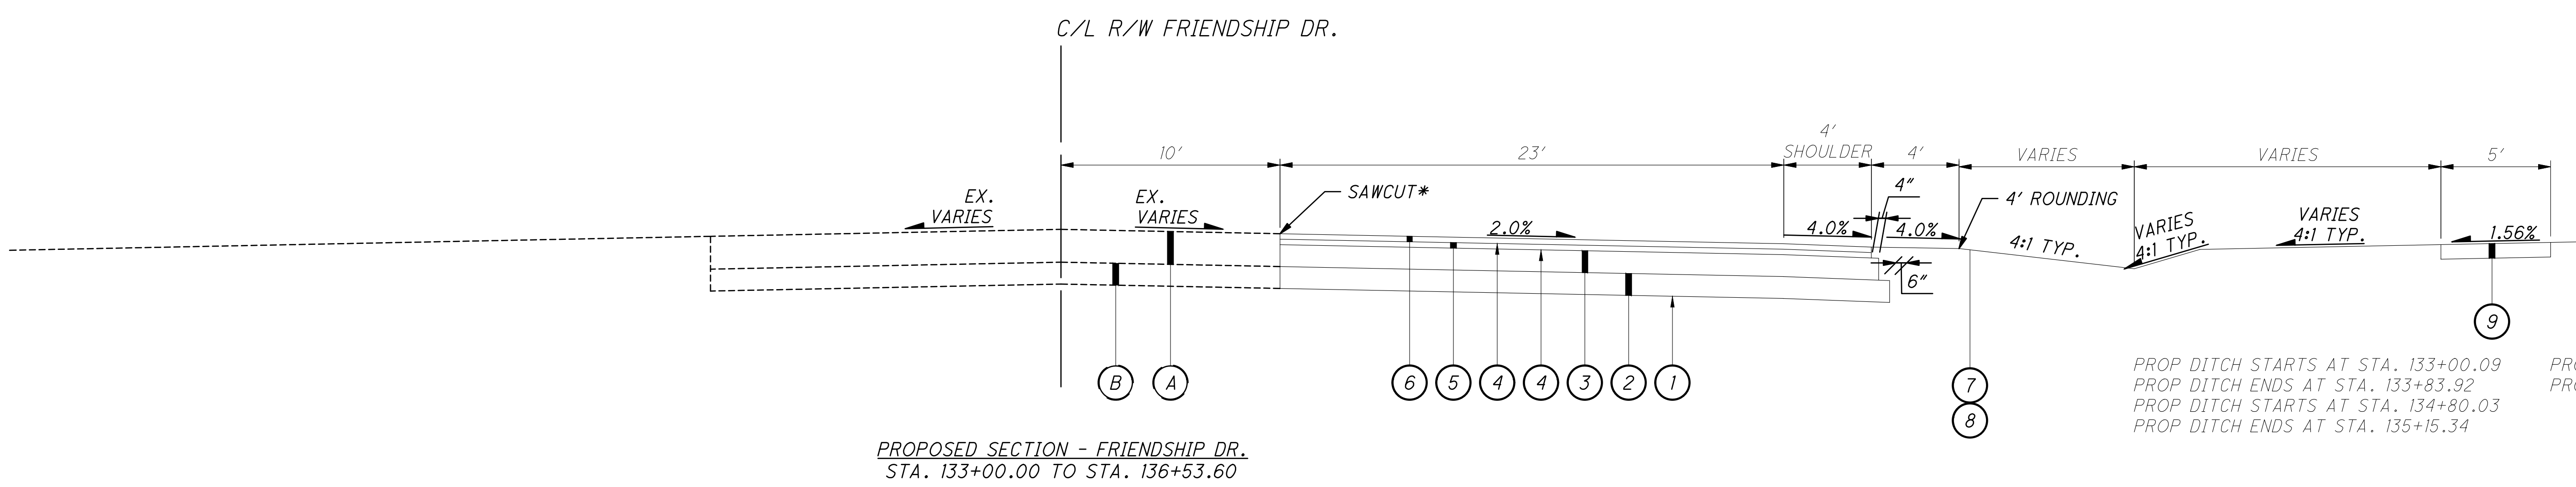 C/L R/W FRIENDSHIP DR.
10'
23'
4'
SHOULDER
4'
VARIES
VARIES
5'
EX.
VARIES
EX.
VARIES
SAWCUT*
2.0%
4.0%
4"
4.0%
6"
4' ROUNDING
4:1 TYP.
VARIES
4:1 TYP.
VARIES
4:1 TYP.
1.56%
B
A
6
5
4
4
3
2
1
7
8
9
PROP DITCH STARTS AT STA. 133+00.09
PROP DITCH ENDS AT STA. 133+83.92
PROP DITCH STARTS AT STA. 134+80.03
PROP DITCH ENDS AT STA. 135+15.34
PROPOSED SECTION - FRIENDSHIP DR.
STA. 133+00.00 TO STA. 136+53.60